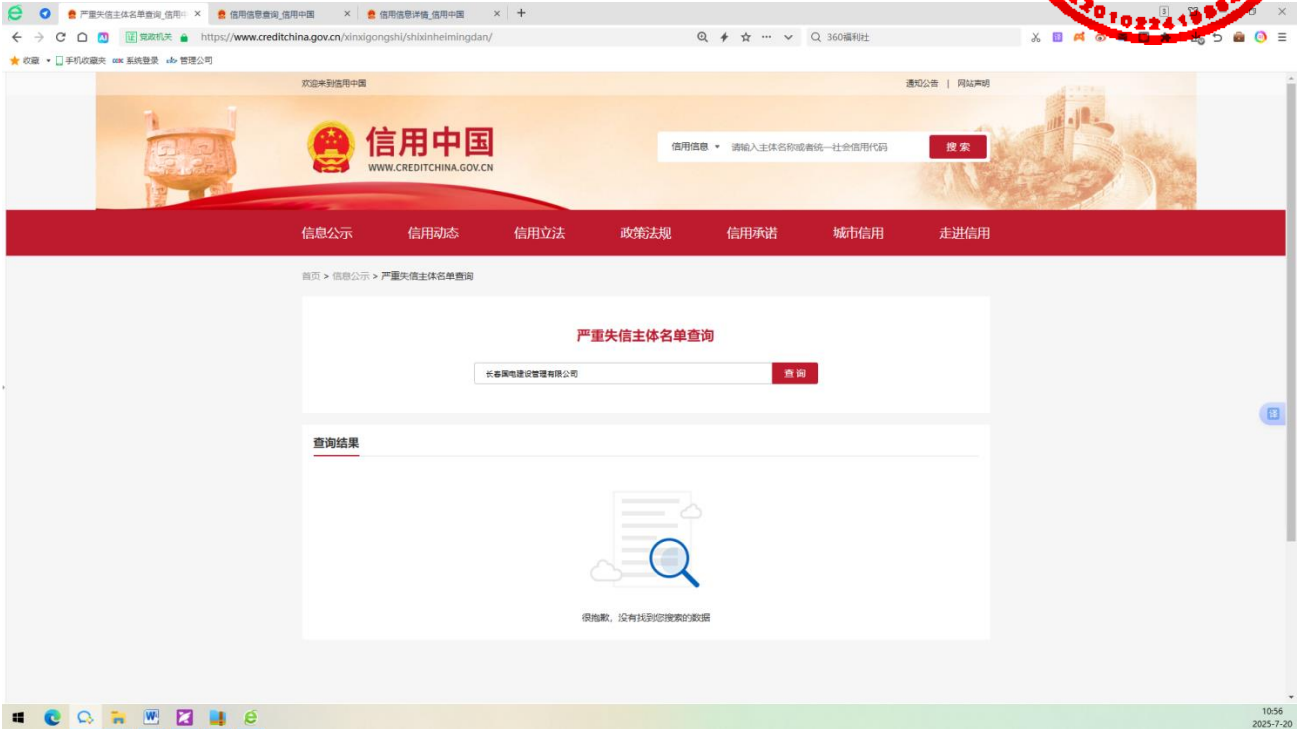 严重失信主体名单查询_信用中
信用信息查询_信用中国
信用信息详情_信用中国
证 党政机关
https://www.creditchina.gov.cn/xinxigongshi/shixinheimingdan/
360福利社
收藏
手机收藏夹
系统登录
管理公司
欢迎来到信用中国
通知公告 | 网站声明
信用中国
WWW.CREDITCHINA.GOV.CN
信用信息
请输入主体名称或者统一社会信用代码
搜索
信息公示
信用动态
信用立法
政策法规
信用承诺
城市信用
走进信用
首页 > 信息公示 > 严重失信主体名单查询
严重失信主体名单查询
长春国电建设管理有限公司
查询
查询结果
很抱歉，没有找到您搜索的数据
译
10:56
2025-7-20